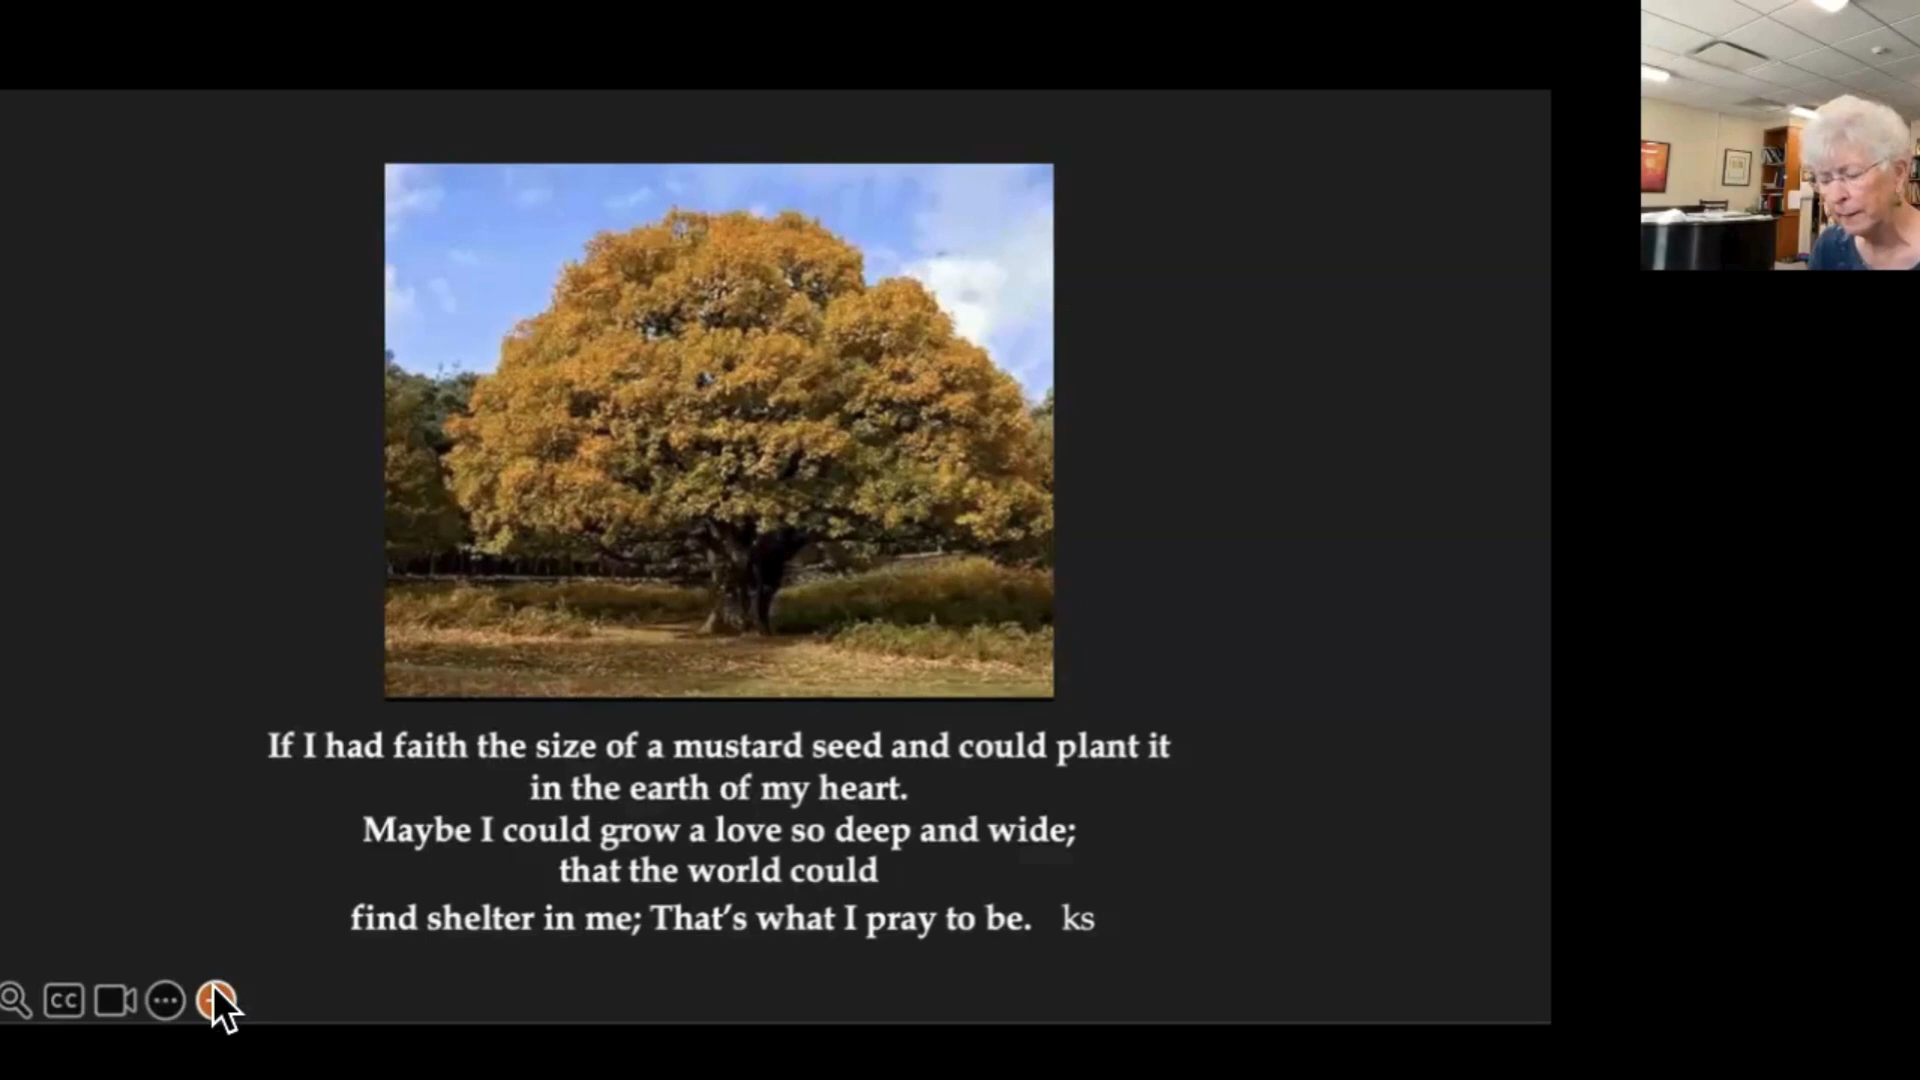 If I had faith the size of a mustard seed and could plant it
in the earth of my heart.
Maybe I could grow a love so deep and wide;
that the world could
find shelter in me; That's what I pray to be. ks
CC